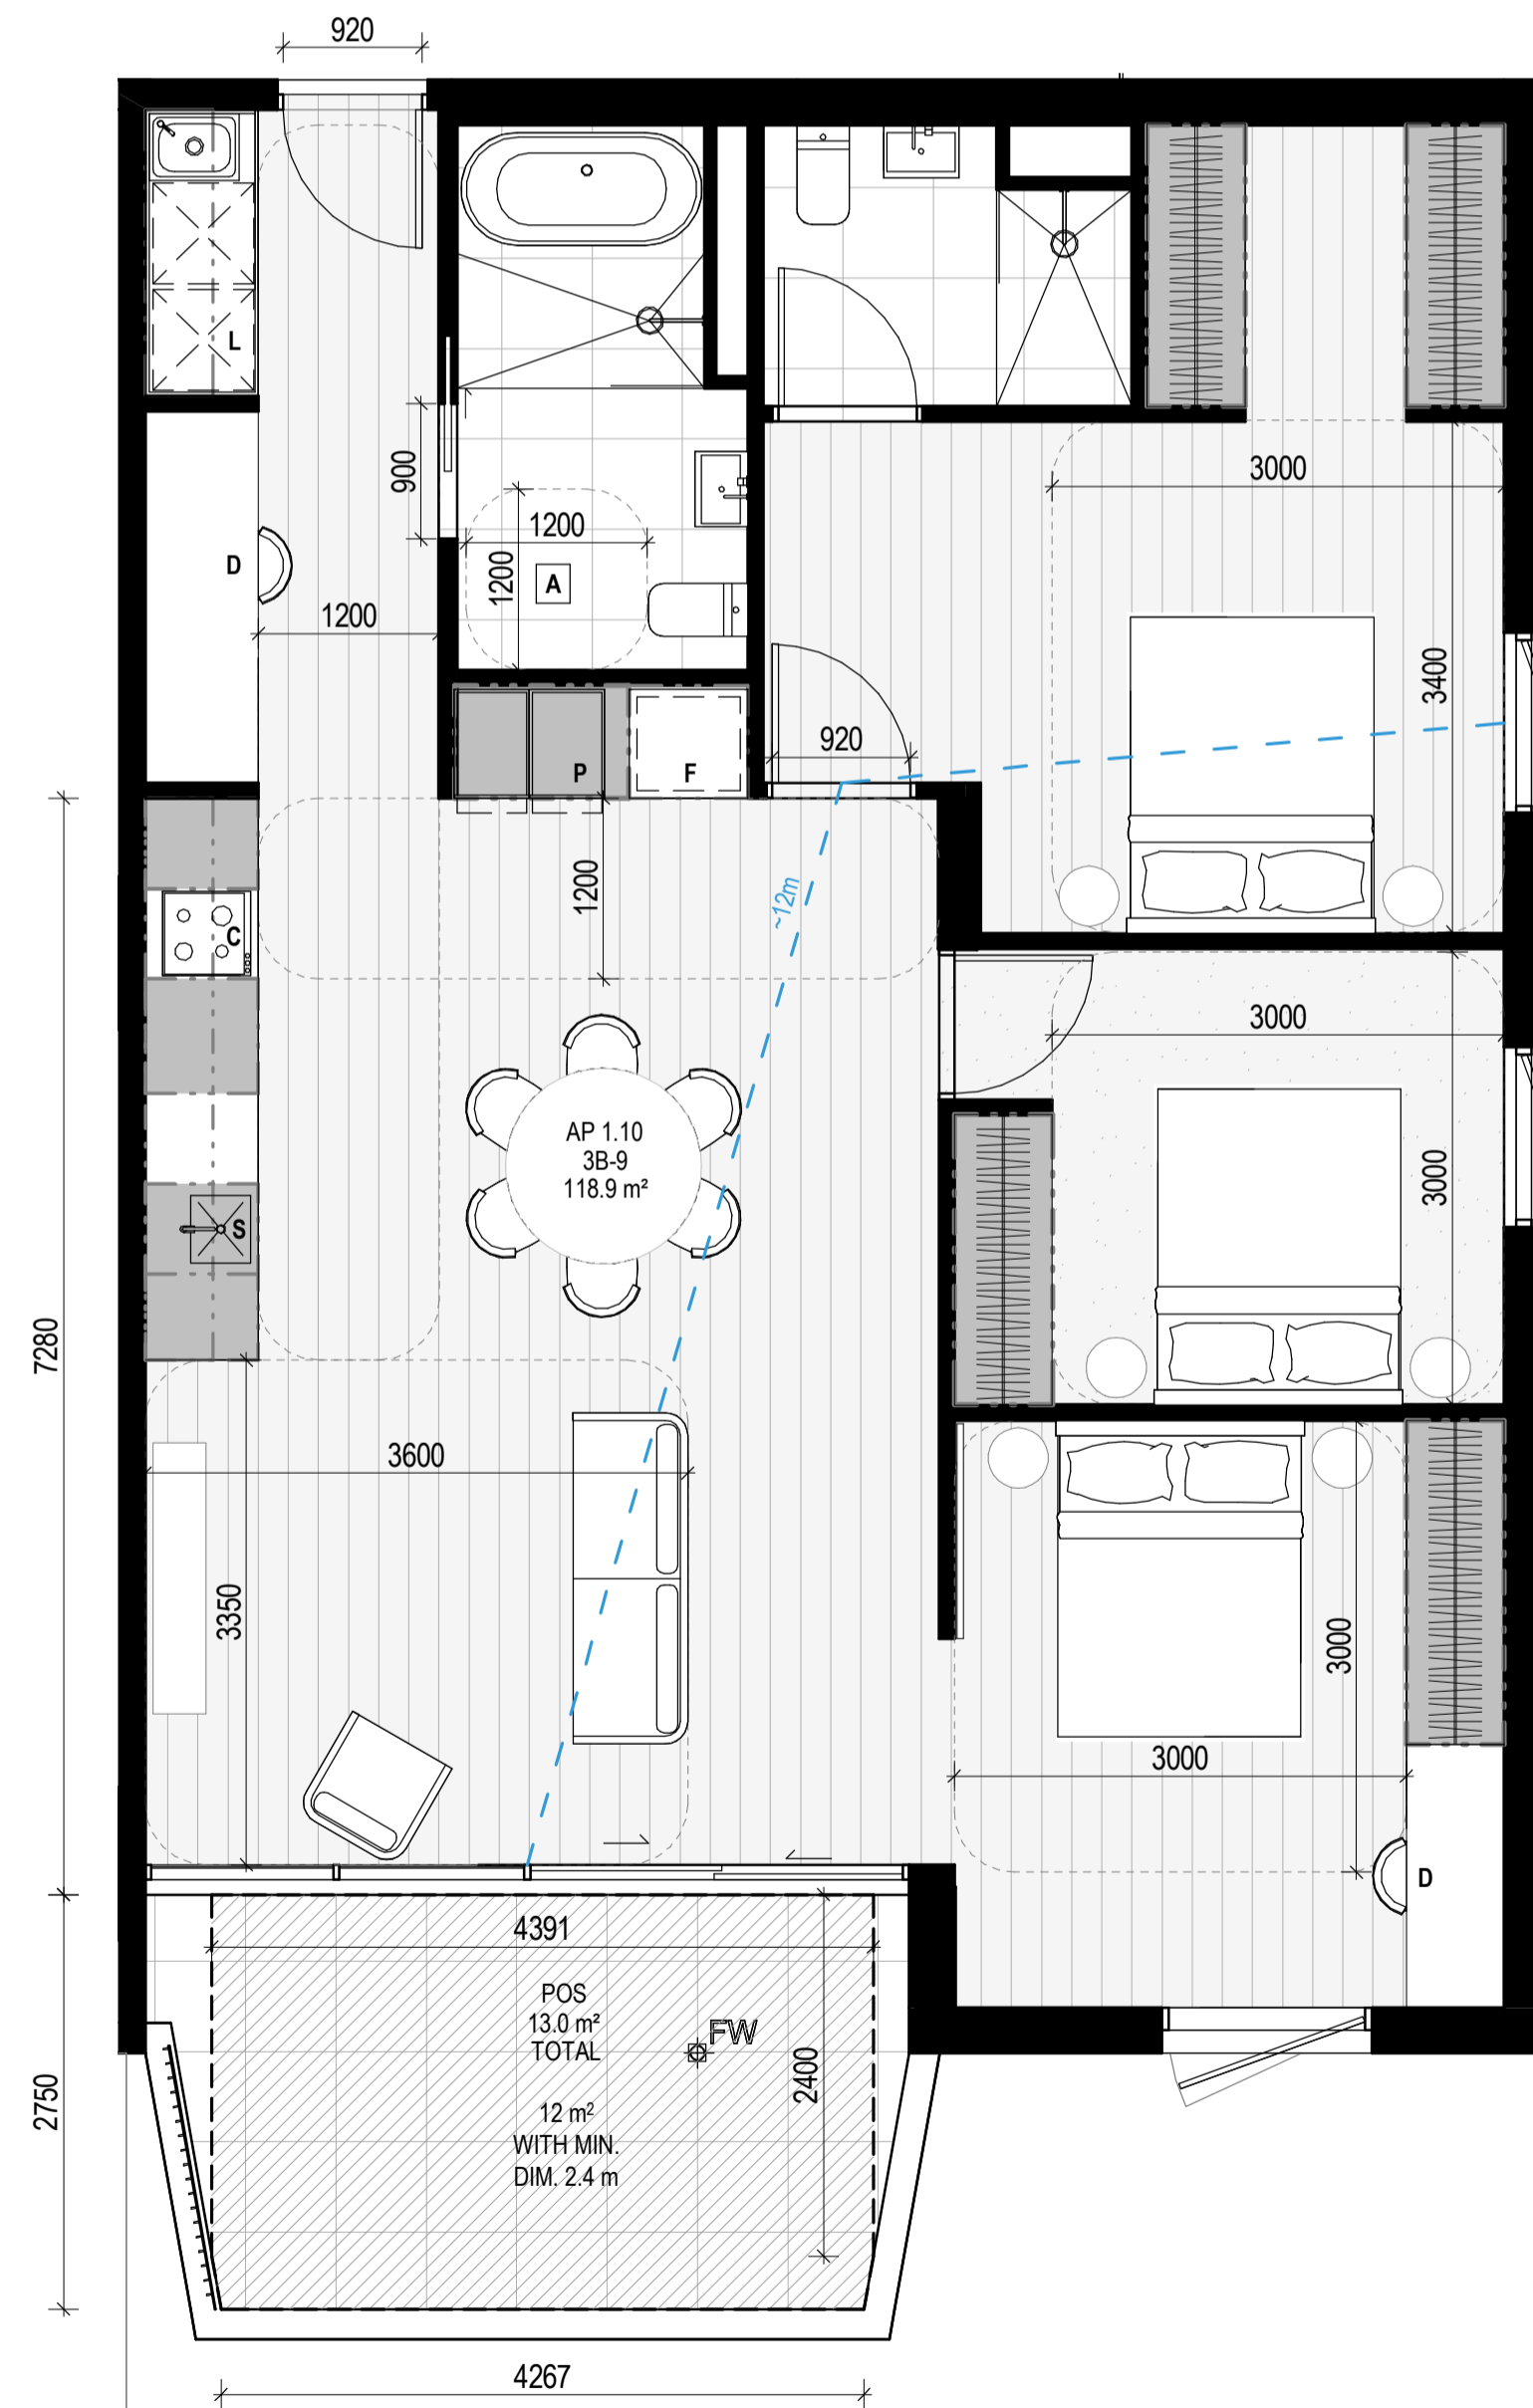 920
L
900
1200
1200
A
D
1200
3000
3400
920
P
F
1200
~12m
C
3000
AP 1.10
3B-9
118.9 m²
3000
S
7280
3600
3350
3000
3000
D
4391
POS
13.0 m²
TOTAL
FW
2400
12 m²
WITH MIN.
DIM. 2.4 m
2750
4267